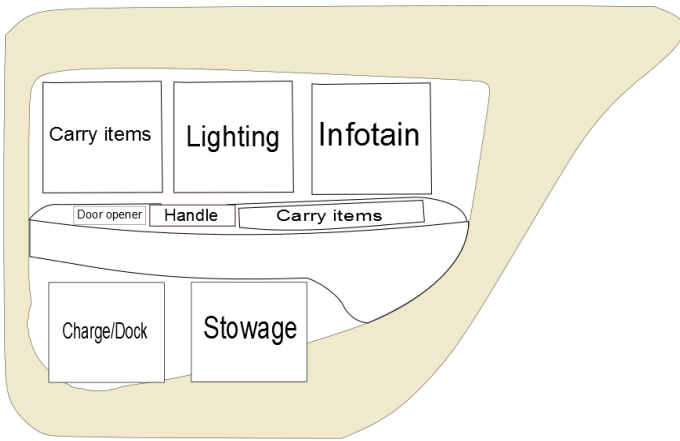 Carry items
Lighting
Infotain
Door opener
Handle
Carry items
Charge/Dock
Stowage